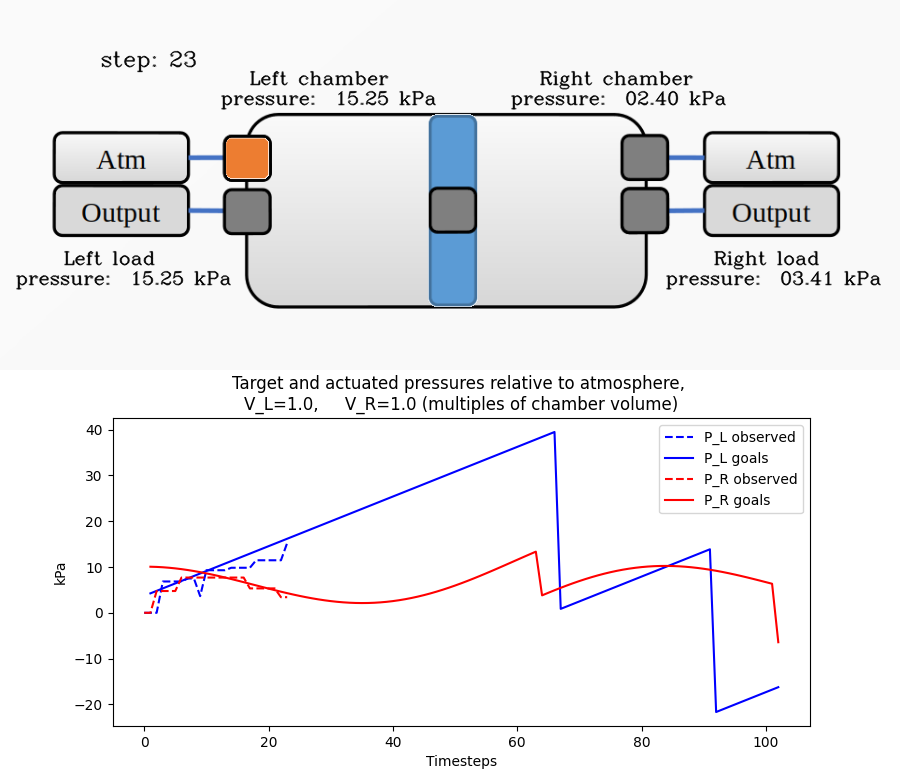 step: 23
Left chamber
pressure: 15.25 kPa
Right chamber
pressure: 02.40 kPa
Atm
Output
Atm
Output
Left load
pressure: 15.25 kPa
Right load
pressure: 03.41 kPa
Target and actuated pressures relative to atmosphere,
V_L=1.0, V_R=1.0 (multiples of chamber volume)
P_L observed
P_L goals
P_R observed
P_R goals
kPa
40
30
20
10
0
−10
−20
0 20 40 60 80 100
Timesteps